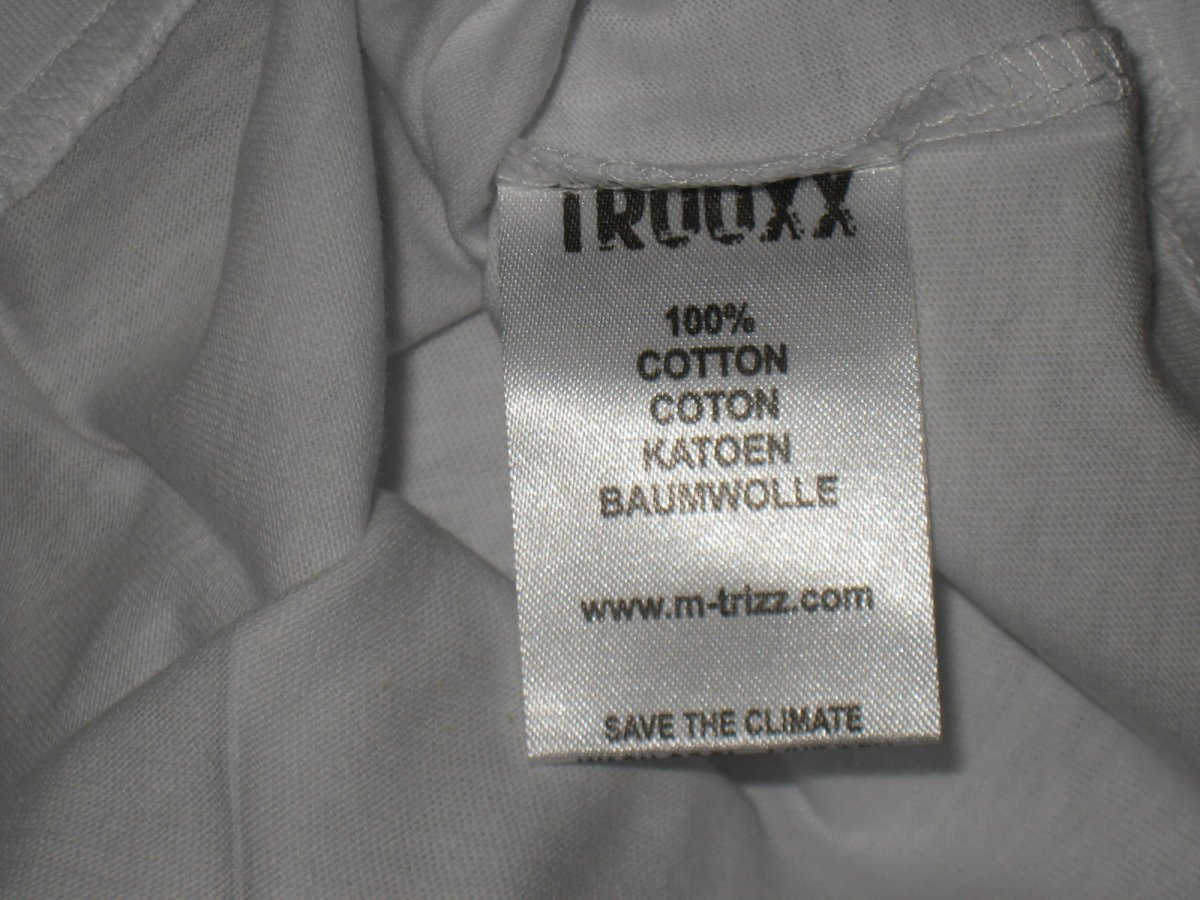 TROOXX
100%
COTTON
COTON
KATOEN
BAUMWOLLE
www.m-trizz.com
SAVE THE CLIMATE